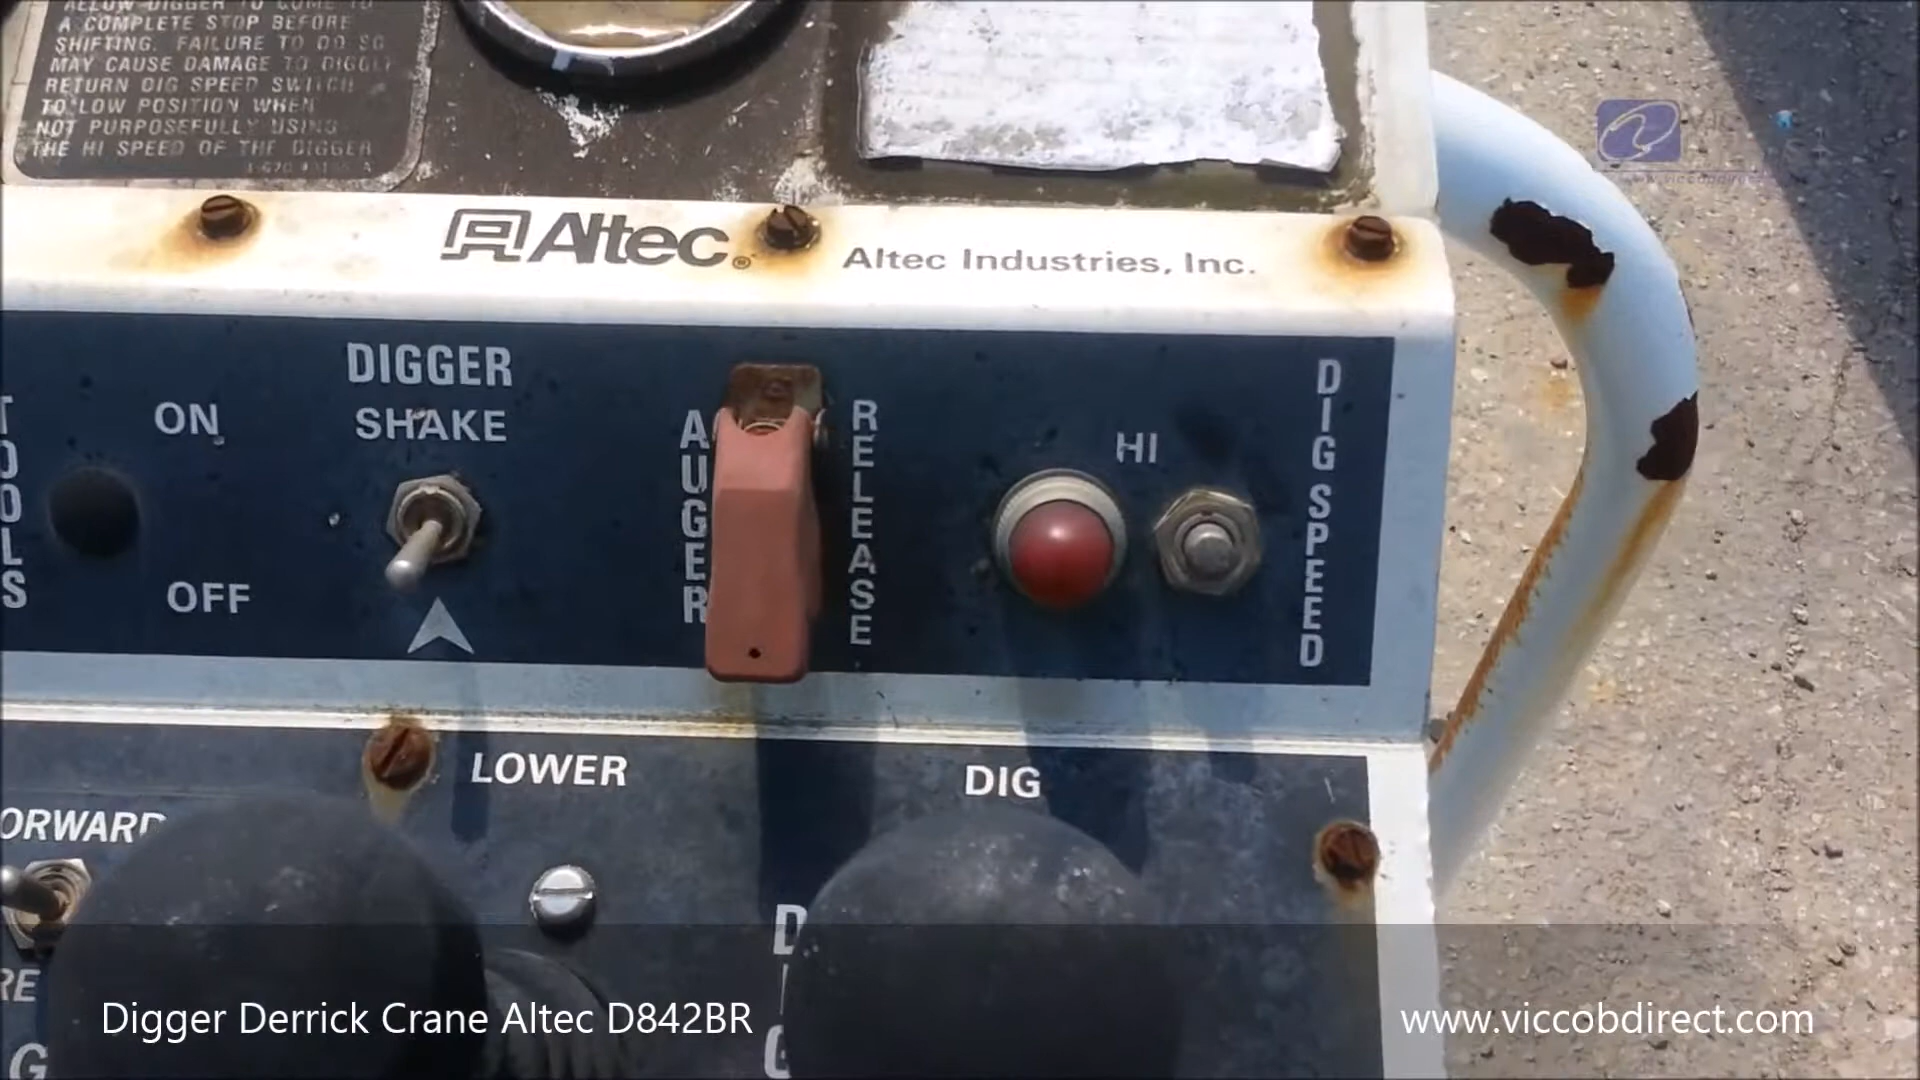 ALLOW DIGGER TO COME TO
A COMPLETE STOP BEFORE
SHIFTING. FAILURE TO DO SO
MAY CAUSE DAMAGE TO DIGGER
RETURN DIG SPEED SWITCH
TO LOW POSITION WHEN
NOT PURPOSEFULLY USING
THE HI SPEED OF THE DIGGER
Altec®
Altec Industries, Inc.
TOOLS
ON
OFF
DIGGER
SHAKE
AUGER
RELEASE
HI
DIG SPEED
LOWER
DIG
ORWARD
RE
G
DIG
Digger Derrick Crane Altec D842BR
www.viccobdirect.com